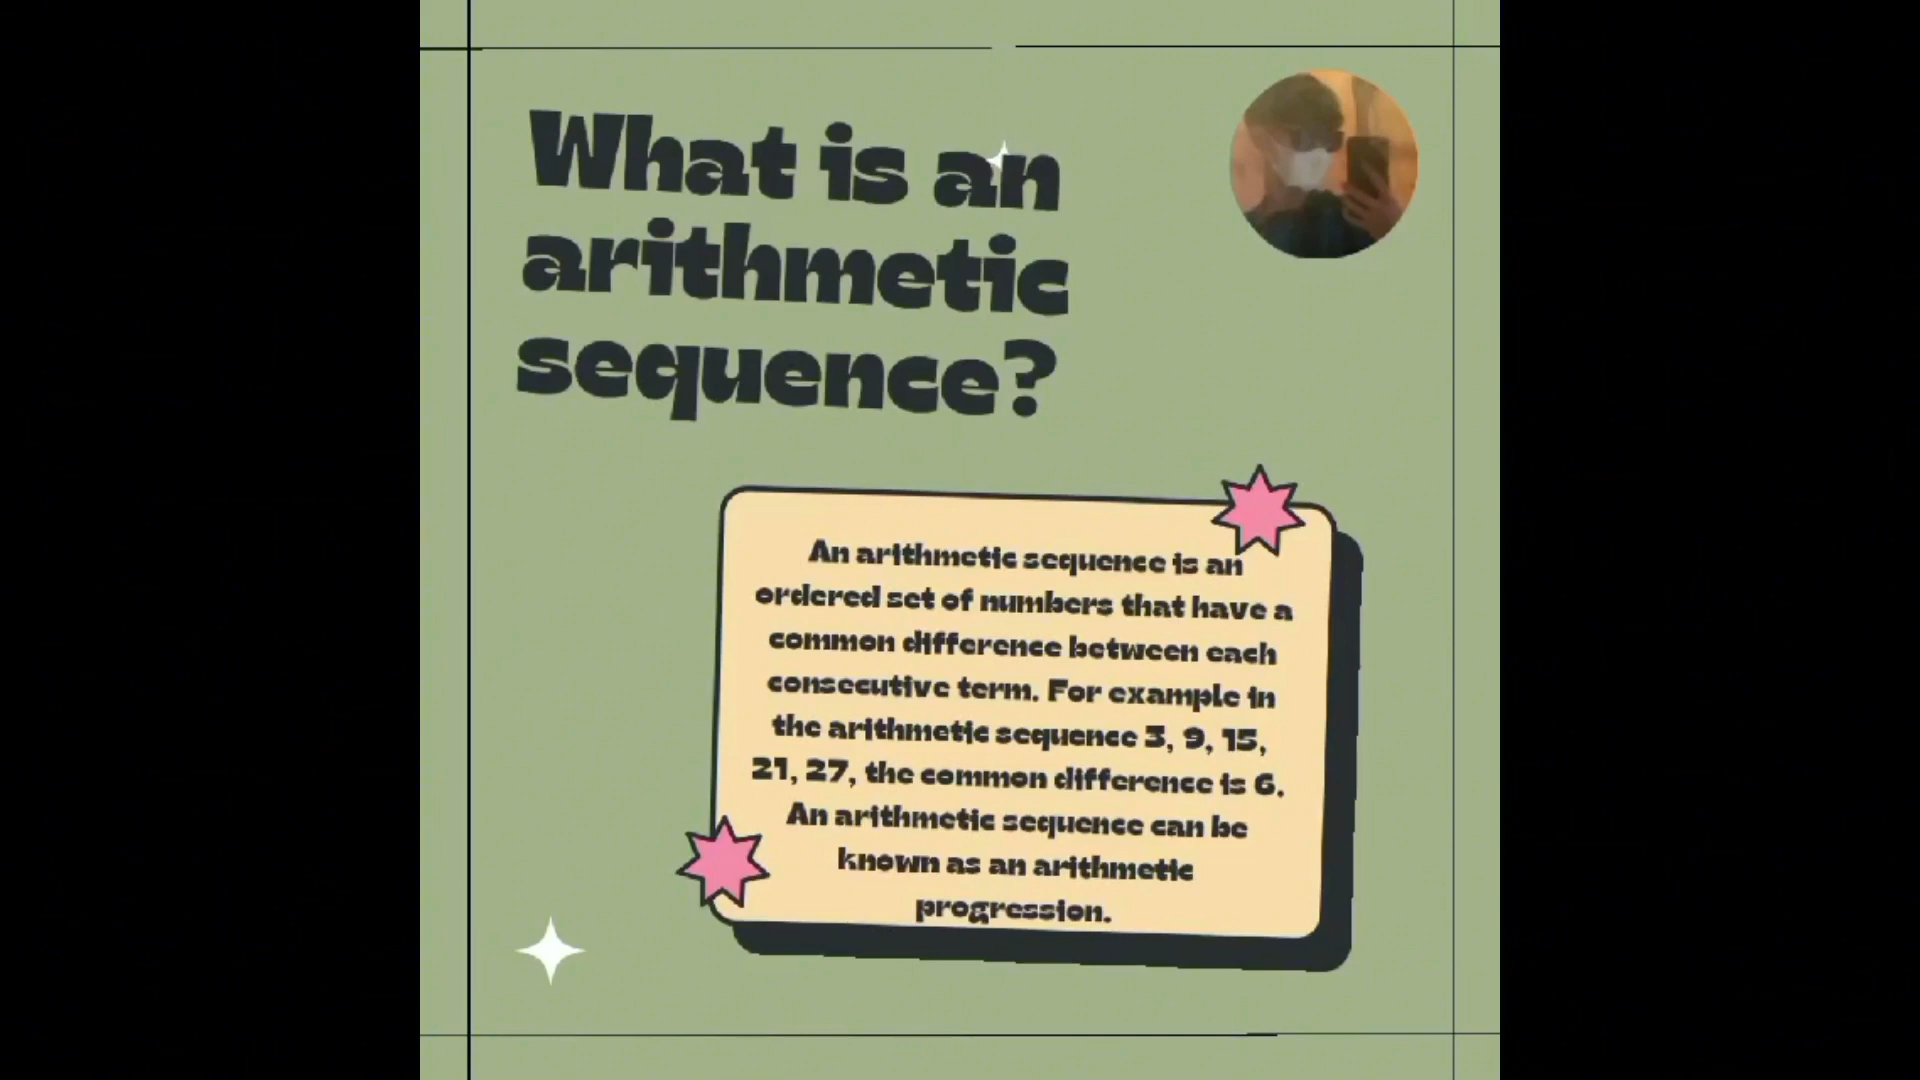 What is an
arithmetic
sequence?
An arithmetic sequence is an
ordered set of numbers that have a
common difference between each
consecutive term. For example in
the arithmetic sequence 3, 9, 15,
21, 27, the common difference is 6.
An arithmetic sequence can be
known as an arithmetic
progression.